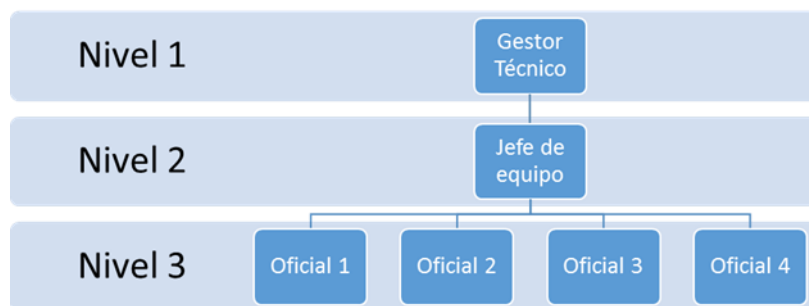 Nivel 1
Gestor
Técnico
Nivel 2
Jefe de
equipo
Nivel 3
Oficial 1
Oficial 2
Oficial 3
Oficial 4